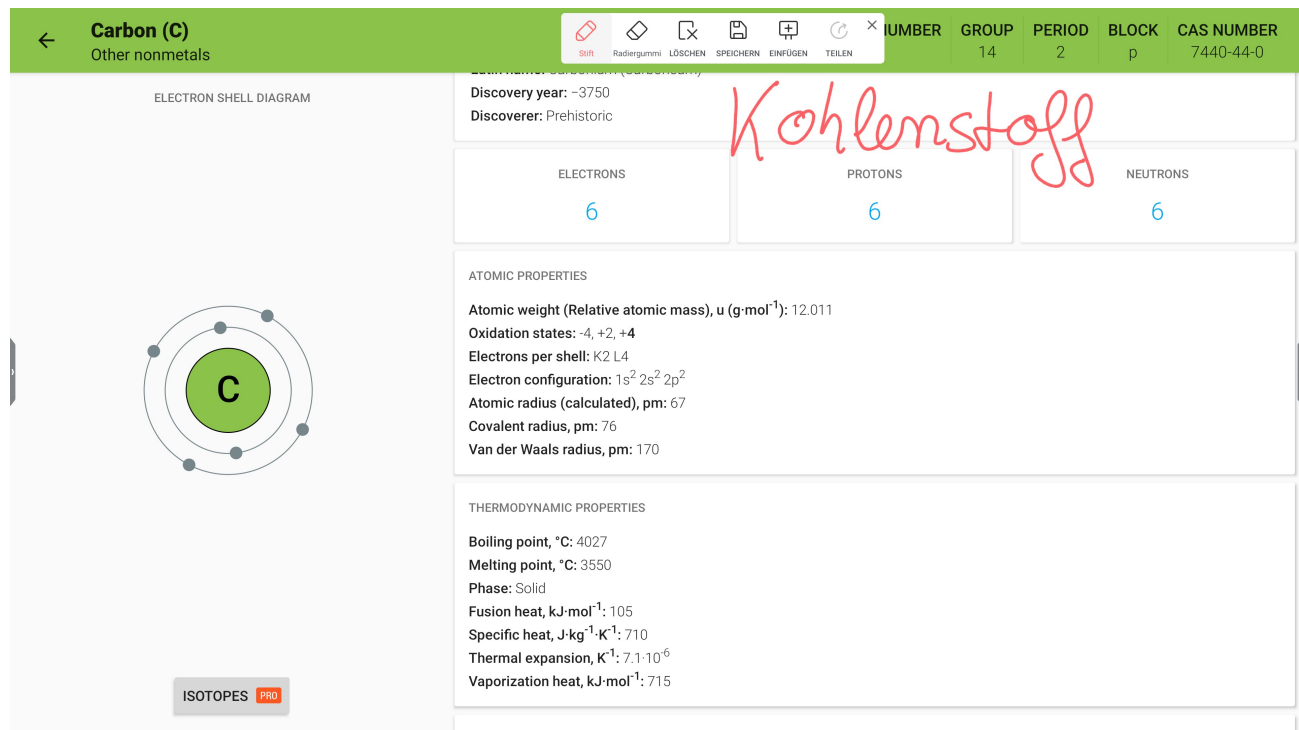 Carbon (C)
Other nonmetals
Stift
Radiergummi
LÖSCHEN
SPEICHERN
EINFÜGEN
TEILEN
GROUP
14
PERIOD
2
BLOCK
p
CAS NUMBER
7440-44-0
ELECTRON SHELL DIAGRAM
C
ISOTOPES PRO
Discovery year: −3750
Discoverer: Prehistoric
Kohlenstoff
ELECTRONS
6
PROTONS
6
NEUTRONS
6
ATOMIC PROPERTIES
Atomic weight (Relative atomic mass), u (g·mol⁻¹): 12.011
Oxidation states: -4, +2, +4
Electrons per shell: K2 L4
Electron configuration: 1s² 2s² 2p²
Atomic radius (calculated), pm: 67
Covalent radius, pm: 76
Van der Waals radius, pm: 170
THERMODYNAMIC PROPERTIES
Boiling point, °C: 4027
Melting point, °C: 3550
Phase: Solid
Fusion heat, kJ·mol⁻¹: 105
Specific heat, J·kg⁻¹·K⁻¹: 710
Thermal expansion, K⁻¹: 7.1·10⁻⁶
Vaporization heat, kJ·mol⁻¹: 715